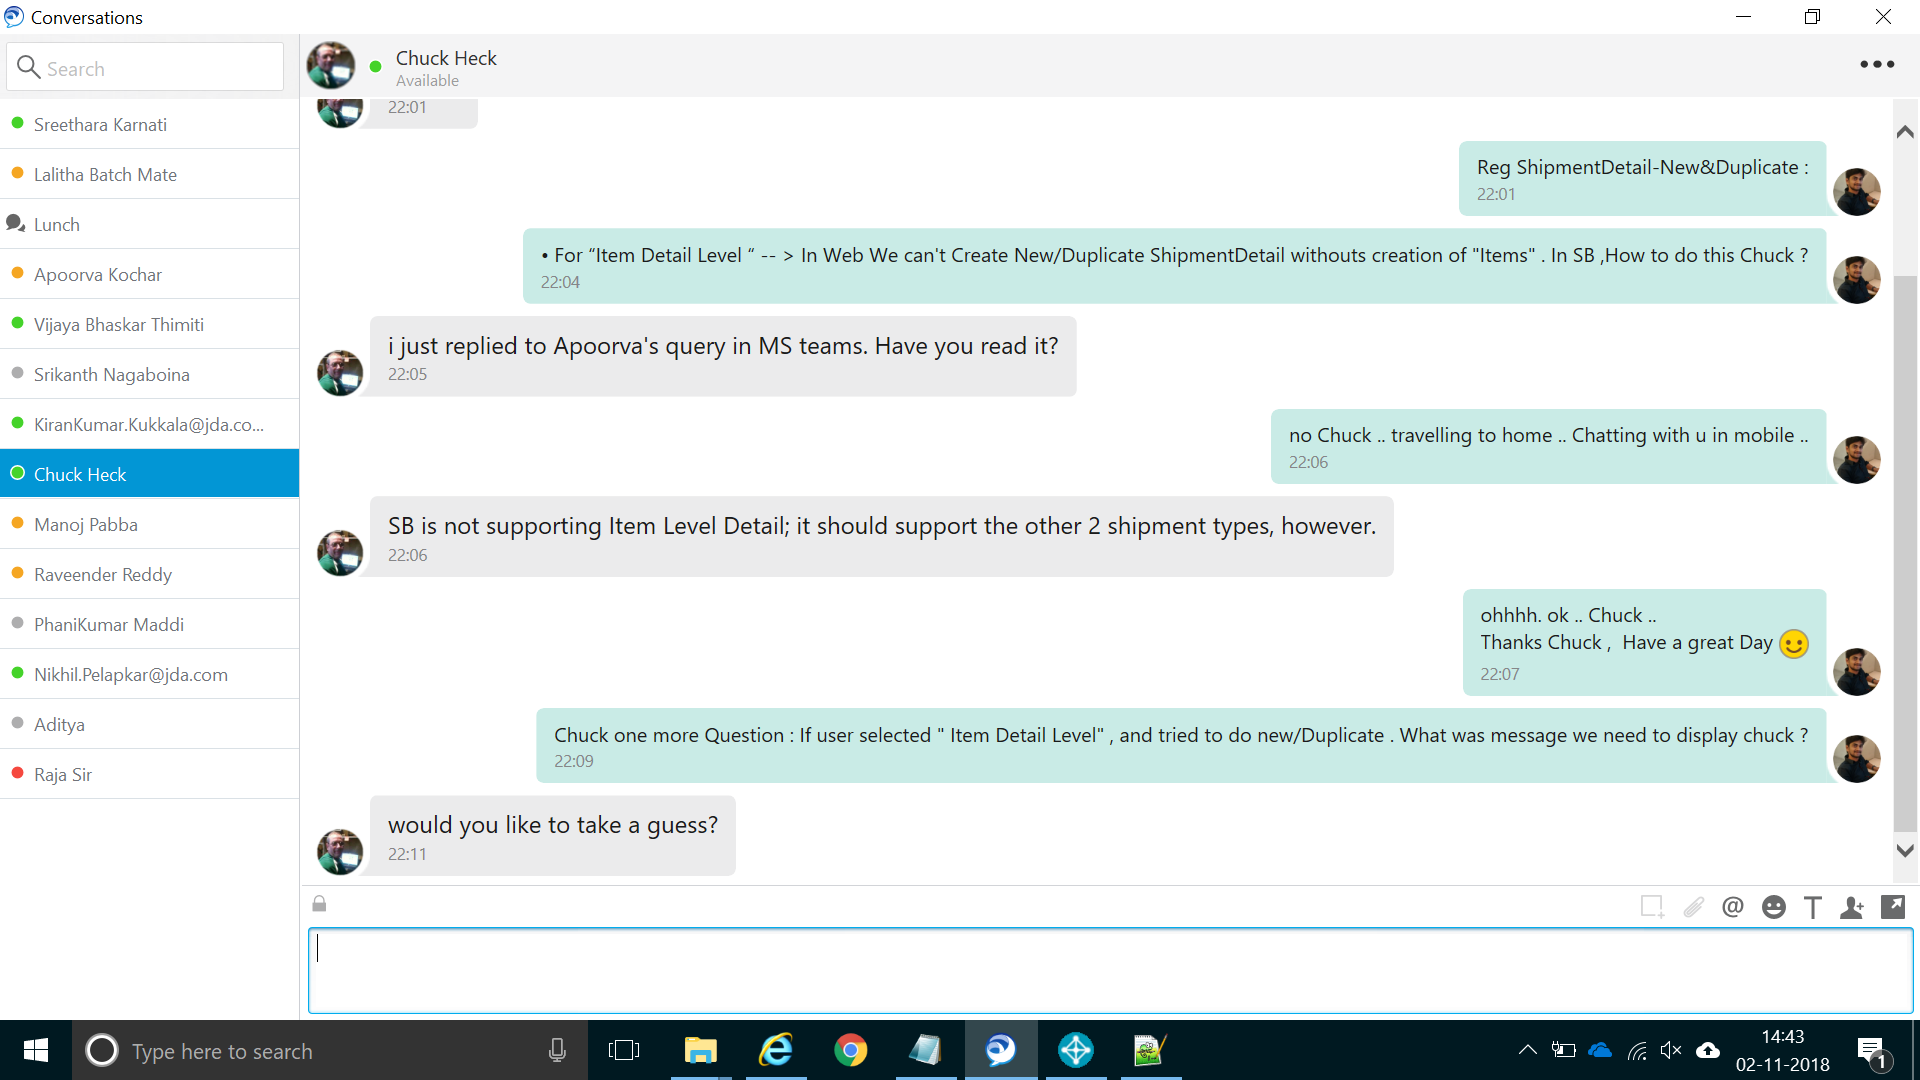 Conversations
Search
Sreethara Karnati
Lalitha Batch Mate
Lunch
Apoorva Kochar
Vijaya Bhaskar Thimiti
Srikanth Nagaboina
KiranKumar.Kukkala@jda.co...
Chuck Heck
Manoj Pabba
Raveender Reddy
PhaniKumar Maddi
Nikhil.Pelapkar@jda.com
Aditya
Raja Sir
Chuck Heck
Available
22:01
Reg ShipmentDetail-New&Duplicate :
22:01
• For “Item Detail Level “ -- > In Web We can't Create New/Duplicate ShipmentDetail withouts creation of "Items" . In SB ,How to do this Chuck ?
22:04
i just replied to Apoorva's query in MS teams. Have you read it?
22:05
no Chuck .. travelling to home .. Chatting with u in mobile ..
22:06
SB is not supporting Item Level Detail; it should support the other 2 shipment types, however.
22:06
ohhhh. ok .. Chuck ..
Thanks Chuck ,  Have a great Day
22:07
Chuck one more Question : If user selected " Item Detail Level" , and tried to do new/Duplicate . What was message we need to display chuck ?
22:09
would you like to take a guess?
22:11
Type here to search
14:43
02-11-2018
1